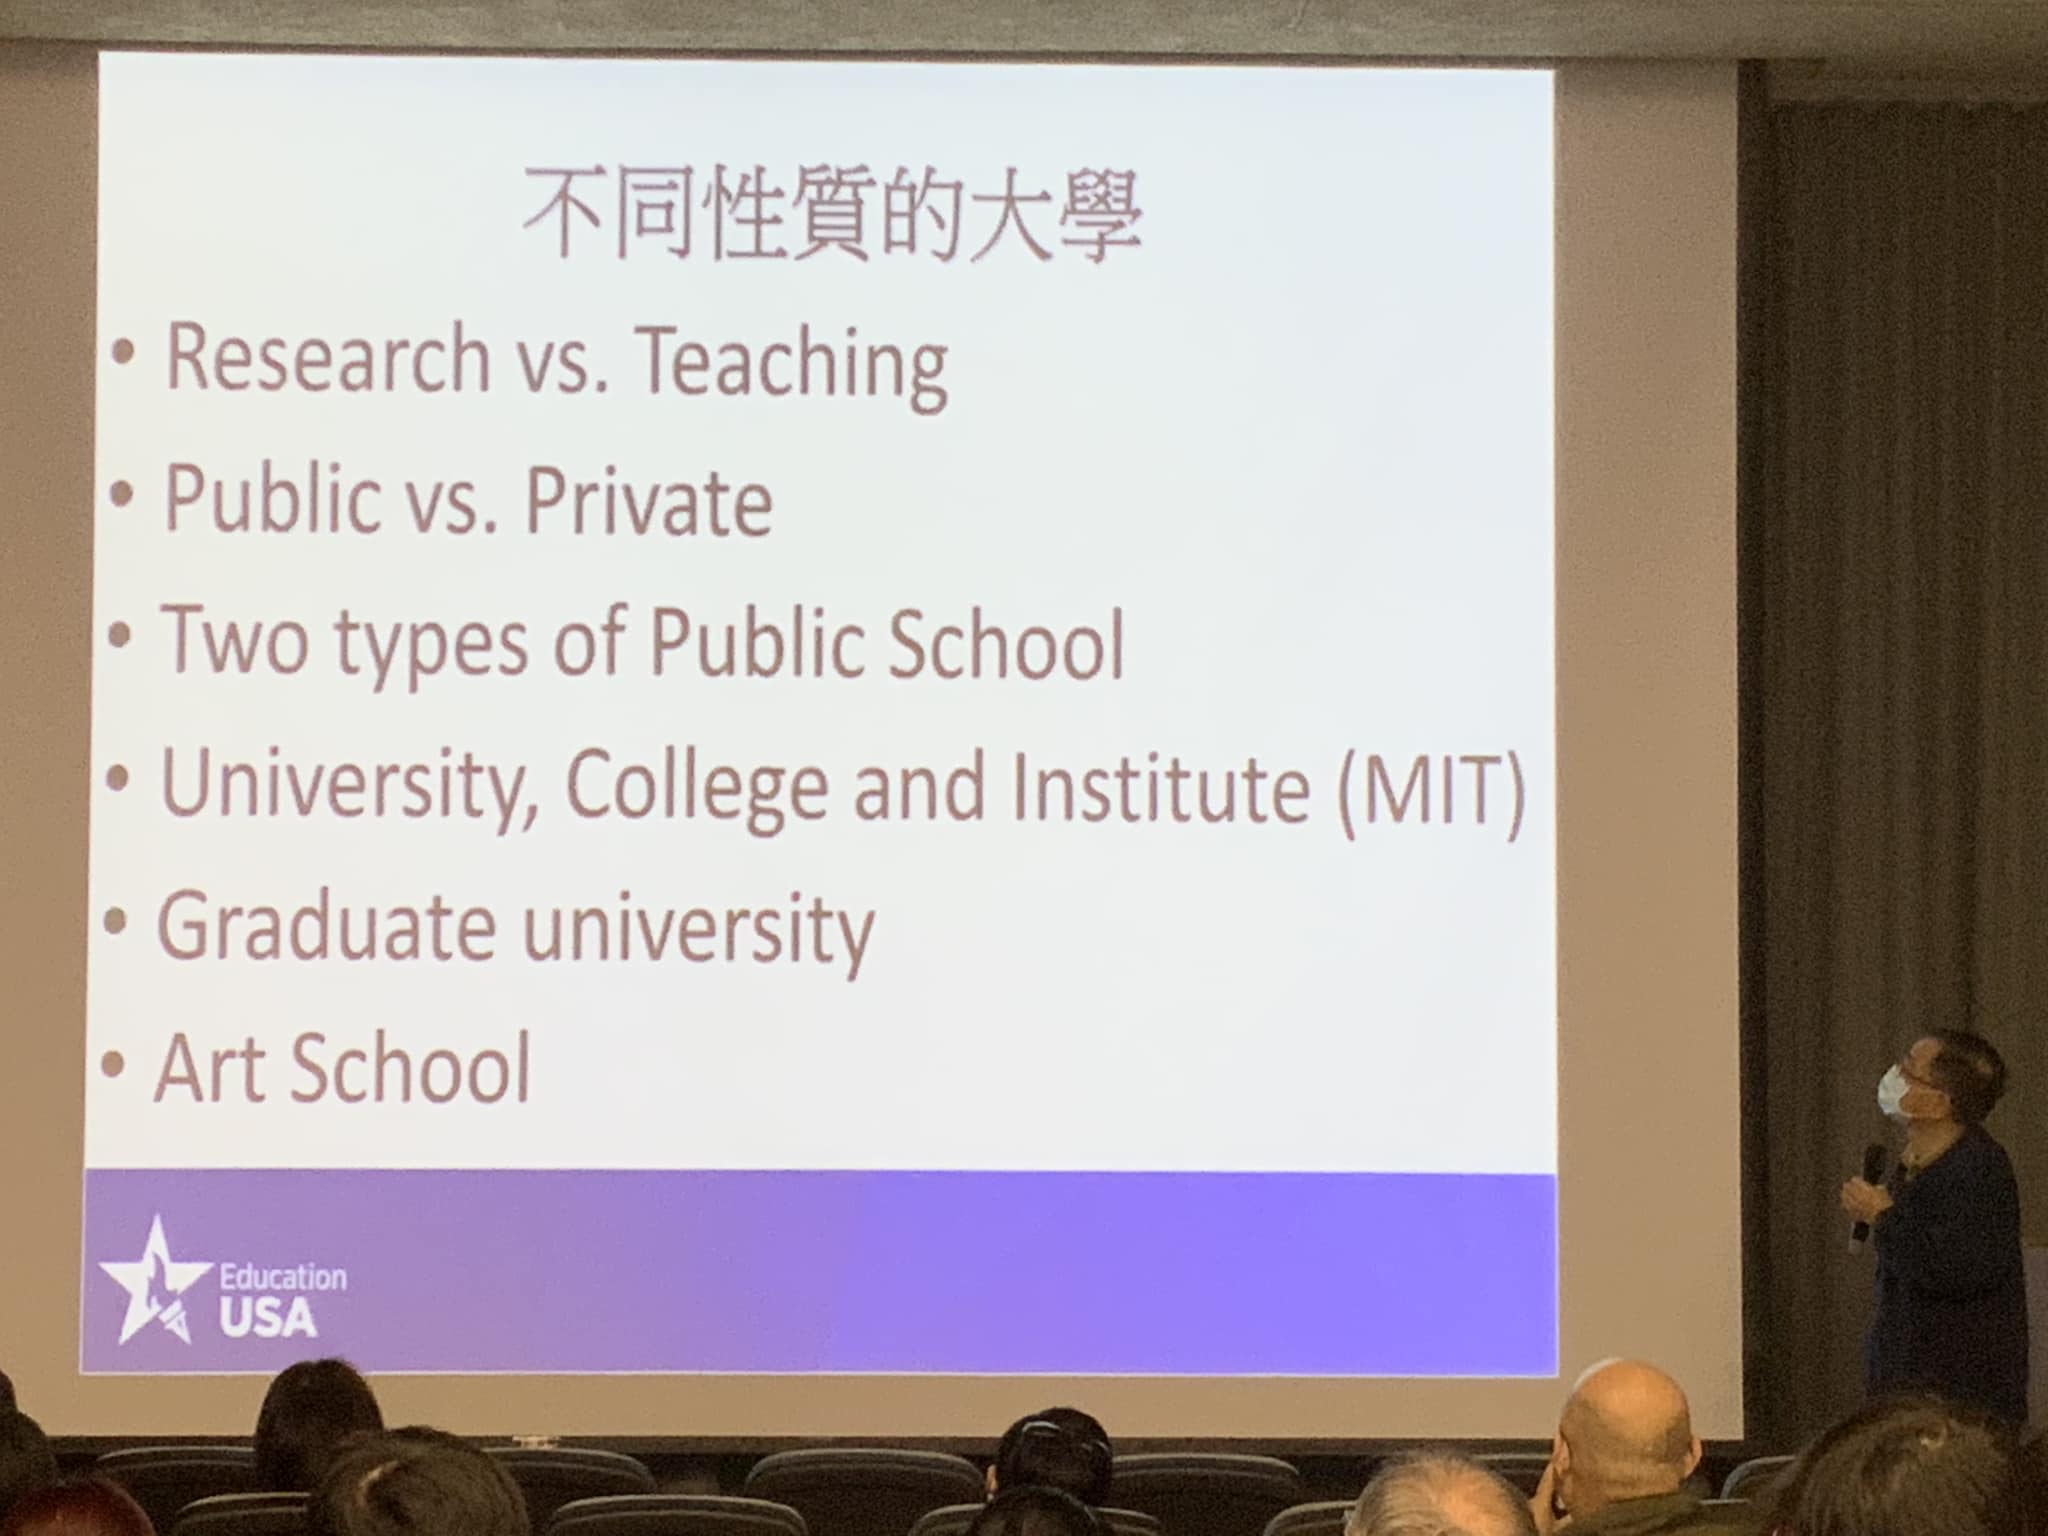 不同性質的大學
• Research vs. Teaching
• Public vs. Private
• Two types of Public School
• University, College and Institute (MIT)
• Graduate university
• Art School
Education
USA